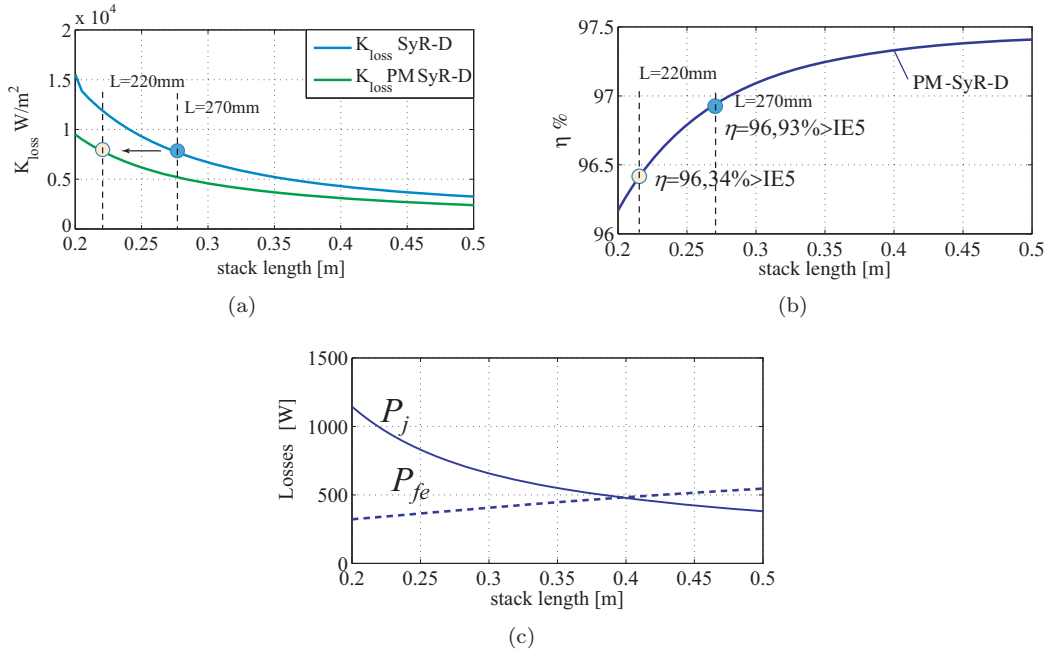 x 10⁴
2
1.5
1
0.5
0
K_loss W/m²
K_loss SyR-D
K_loss PM SyR-D
L=220mm
L=270mm
0.2 0.25 0.3 0.35 0.4 0.45 0.5
stack length [m]
(a)
97.5
97
96.5
96
η %
L=220mm
L=270mm
PM-SyR-D
η=96,93%>IE5
η=96,34%>IE5
0.2 0.25 0.3 0.35 0.4 0.45 0.5
stack length [m]
(b)
1500
1000
500
0
Losses [W]
P_j
P_fe
0.2 0.25 0.3 0.35 0.4 0.45 0.5
stack length [m]
(c)